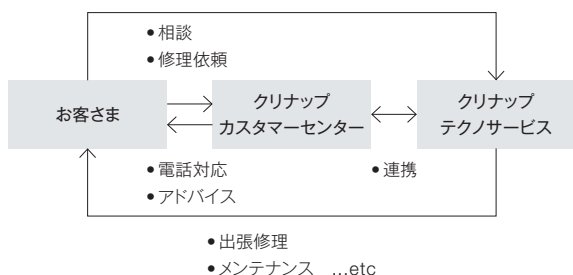 ●相談
●修理依頼
お客さま
クリナップ
カスタマーセンター
クリナップ
テクノサービス
●電話対応
●アドバイス
●連携
●出張修理
●メンテナンス …etc